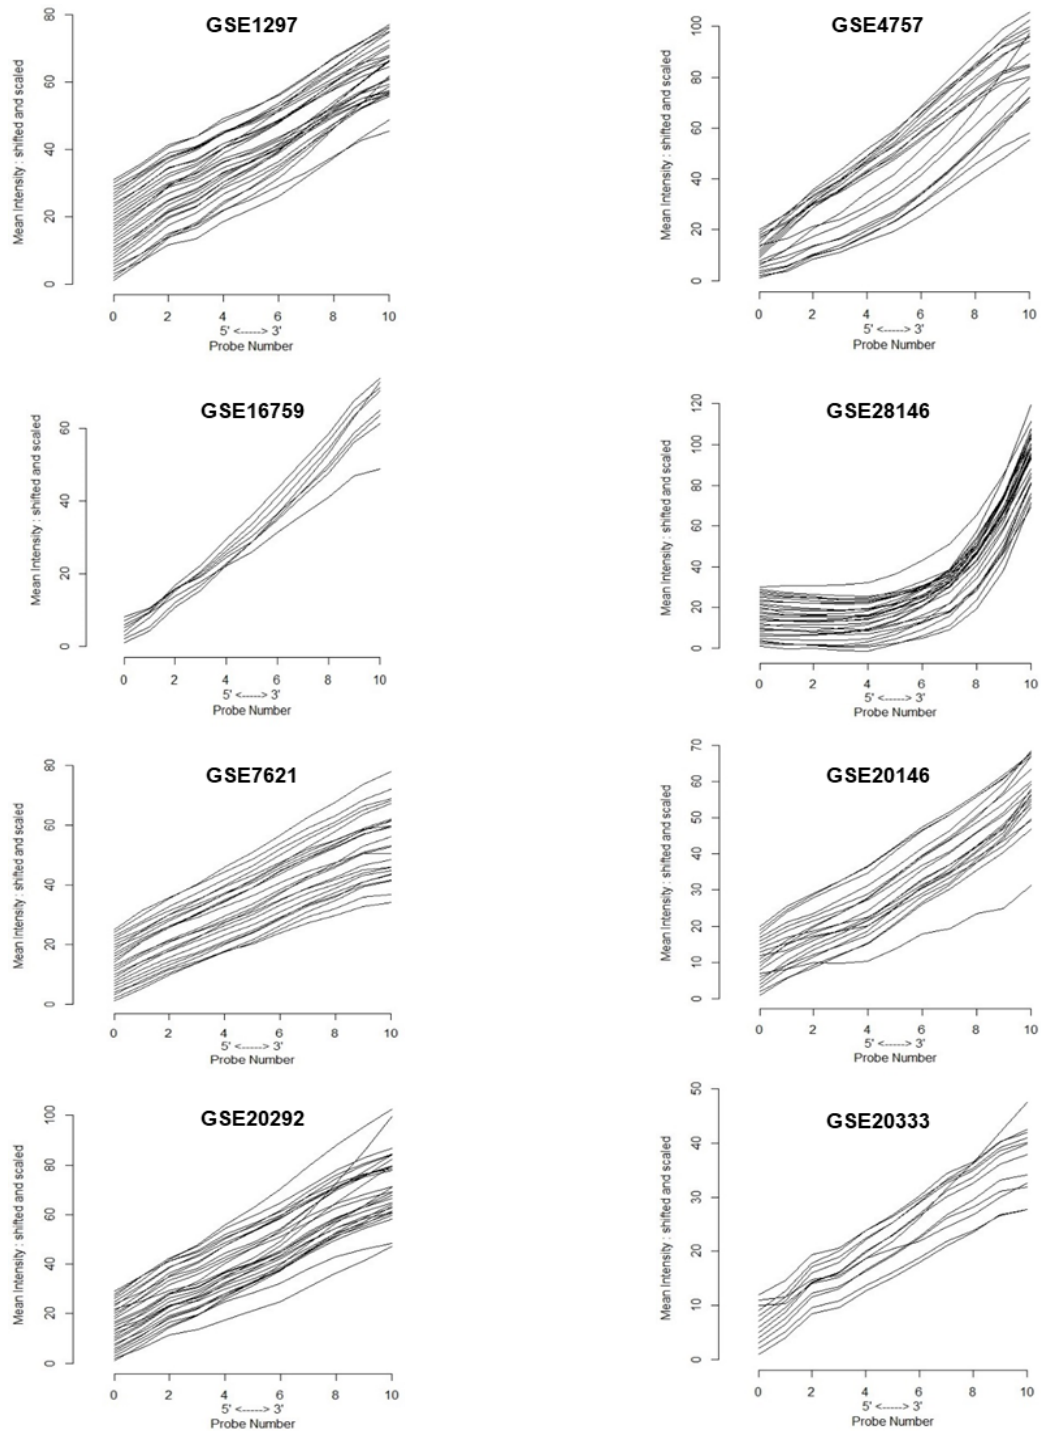 GSE1297
Mean Intensity : shifted and scaled
0 20 40 60 80
0 2 4 6 8 10
5' <-----> 3'
Probe Number
GSE4757
Mean Intensity : shifted and scaled
0 20 40 60 80 100
0 2 4 6 8 10
5' <-----> 3'
Probe Number
GSE16759
Mean Intensity : shifted and scaled
0 20 40 60
0 2 4 6 8 10
5' <-----> 3'
Probe Number
GSE28146
Mean Intensity : shifted and scaled
0 20 40 60 80 100 120
0 2 4 6 8 10
5' <-----> 3'
Probe Number
GSE7621
Mean Intensity : shifted and scaled
0 20 40 60 80
0 2 4 6 8 10
5' <-----> 3'
Probe Number
GSE20146
Mean Intensity : shifted and scaled
0 10 20 30 40 50 60 70
0 2 4 6 8 10
5' <-----> 3'
Probe Number
GSE20292
Mean Intensity : shifted and scaled
0 20 40 60 80 100
0 2 4 6 8 10
5' <-----> 3'
Probe Number
GSE20333
Mean Intensity : shifted and scaled
0 10 20 30 40 50
0 2 4 6 8 10
5' <-----> 3'
Probe Number